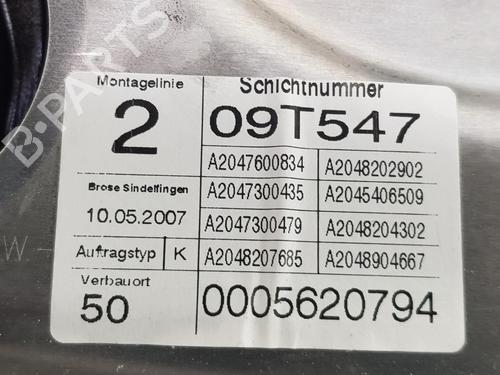 Montagelinie
2
Schichtnummer
09T547
A2047600834 A2048202902
Brose Sindelfingen
A2047300435 A2045406509
10.05.2007
A2047300479 A2048204302
Auftragstyp K
A2048207685 A2048904667
Verbauort
50
0005620794
B-PARTS